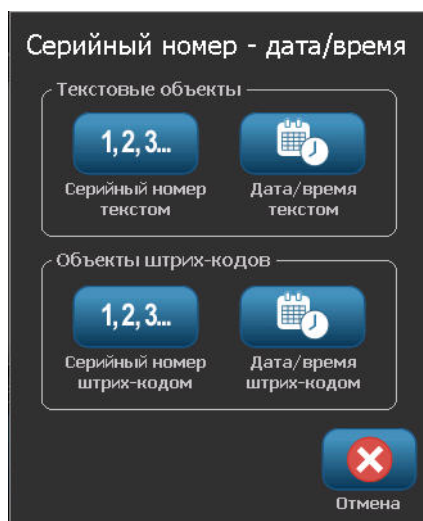 Серийный номер - дата/время
Текстовые объекты
1, 2, 3...
Серийный номер
текстом
Дата/время
текстом
Объекты штрих-кодов
1, 2, 3...
Серийный номер
штрих-кодом
Дата/время
штрих-кодом
Отмена